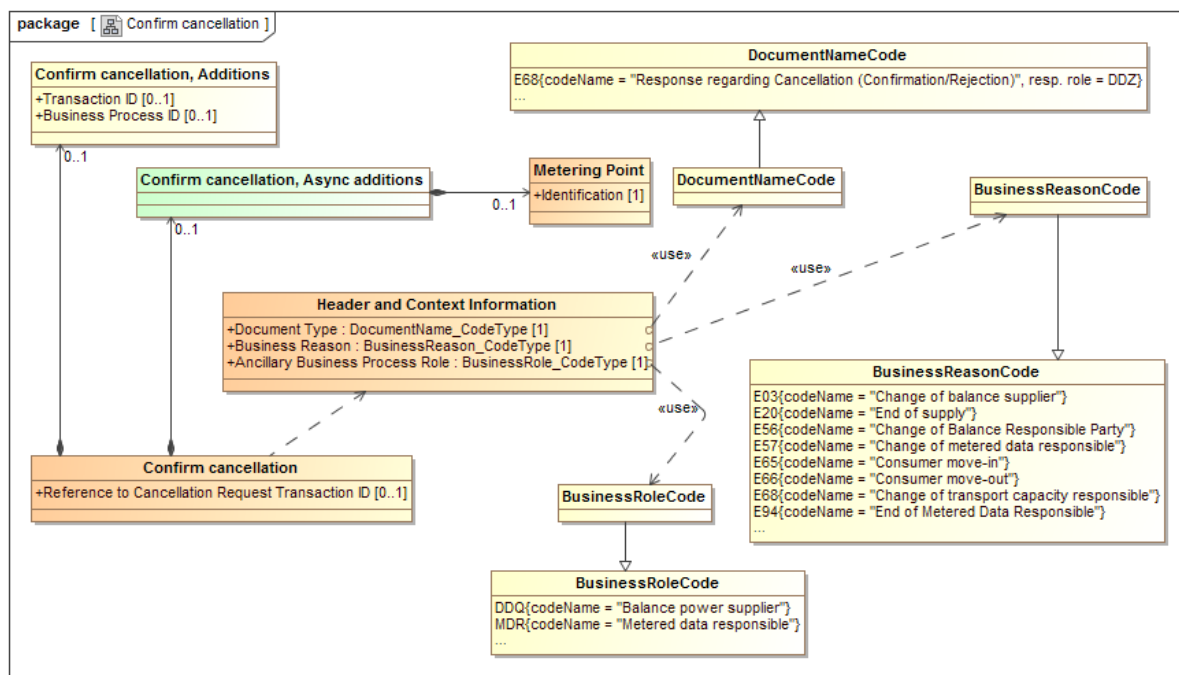 package [ Confirm cancellation ]
DocumentNameCode
E68{codeName = "Response regarding Cancellation (Confirmation/Rejection)", resp. role = DDZ}
...
Confirm cancellation, Additions
+Transaction ID [0..1]
+Business Process ID [0..1]
0..1
Confirm cancellation, Async additions
0..1
0..1
Metering Point
+Identification [1]
DocumentNameCode
BusinessReasonCode
«use»
«use»
Header and Context Information
+Document Type : DocumentName_CodeType [1]
+Business Reason : BusinessReason_CodeType [1]
+Ancillary Business Process Role : BusinessRole_CodeType [1]
«use»
BusinessReasonCode
E03{codeName = "Change of balance supplier"}
E20{codeName = "End of supply"}
E56{codeName = "Change of Balance Responsible Party"}
E57{codeName = "Change of metered data responsible"}
E65{codeName = "Consumer move-in"}
E66{codeName = "Consumer move-out"}
E68{codeName = "Change of transport capacity responsible"}
E94{codeName = "End of Metered Data Responsible"}
...
Confirm cancellation
+Reference to Cancellation Request Transaction ID [0..1]
BusinessRoleCode
BusinessRoleCode
DDQ{codeName = "Balance power supplier"}
MDR{codeName = "Metered data responsible"}
...